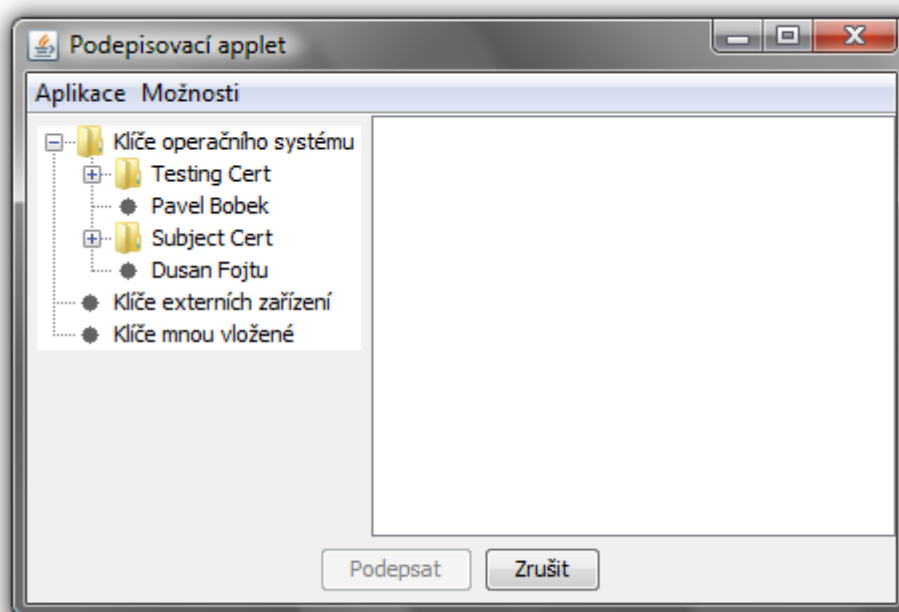 Podepisovací applet
Aplikace Možnosti
Klíče operačního systému
Testing Cert
Pavel Bobek
Subject Cert
Dusan Fojtu
Klíče externích zařízení
Klíče mnou vložené
Podepsat Zrušit